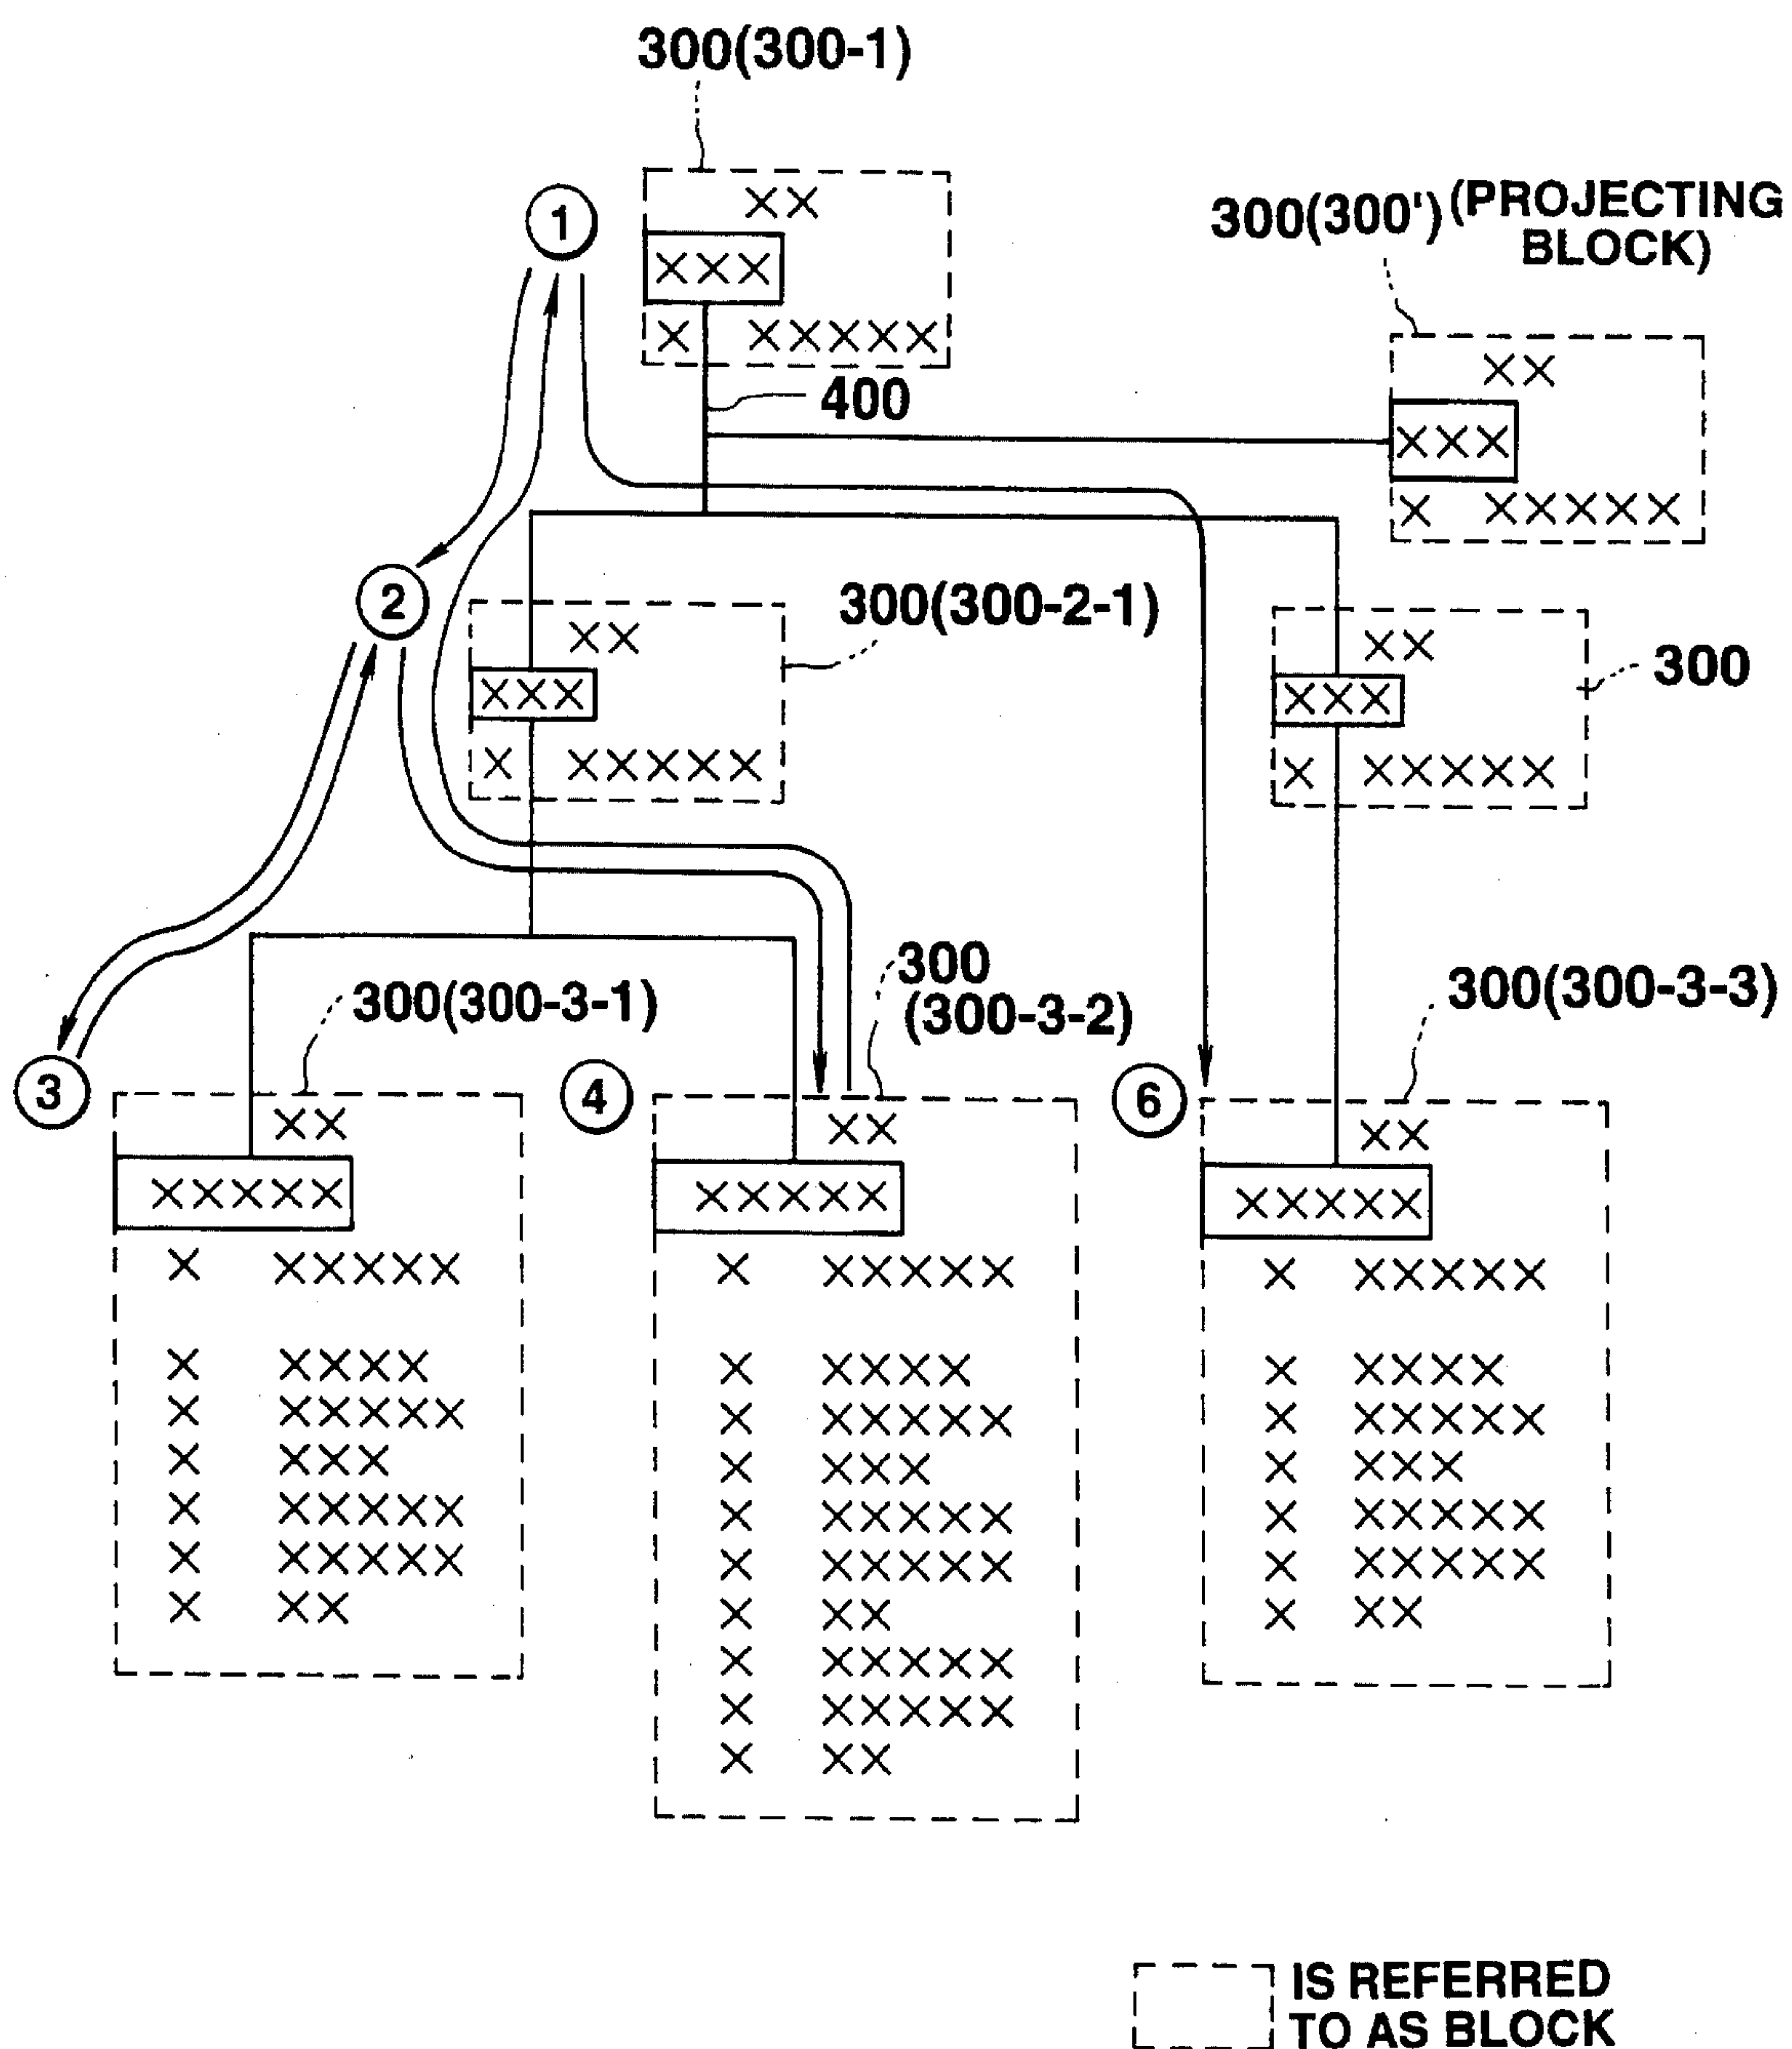 300(300-1)
XX
1
XXX
X XXXXX
300(300') (PROJECTING
BLOCK)
XX
XXX
X XXXXX
400
2
300(300-2-1)
XX
XXX
X XXXXX
300
XX
XXX
X XXXXX
3
300(300-3-1)
XX
XXXXX
X XXXXX
X XXXX
X XXXXX
X XXX
X XXXXX
X XXXXX
X XX
4
300
(300-3-2)
XX
XXXXX
X XXXXX
X XXXX
X XXXXX
X XXX
X XXXXX
X XXXXX
X XX
X XXXXX
X XXXXX
X XX
6
300(300-3-3)
XX
XXXXX
X XXXXX
X XXXX
X XXXXX
X XXX
X XXXXX
X XXXXX
X XX
IS REFERRED
TO AS BLOCK